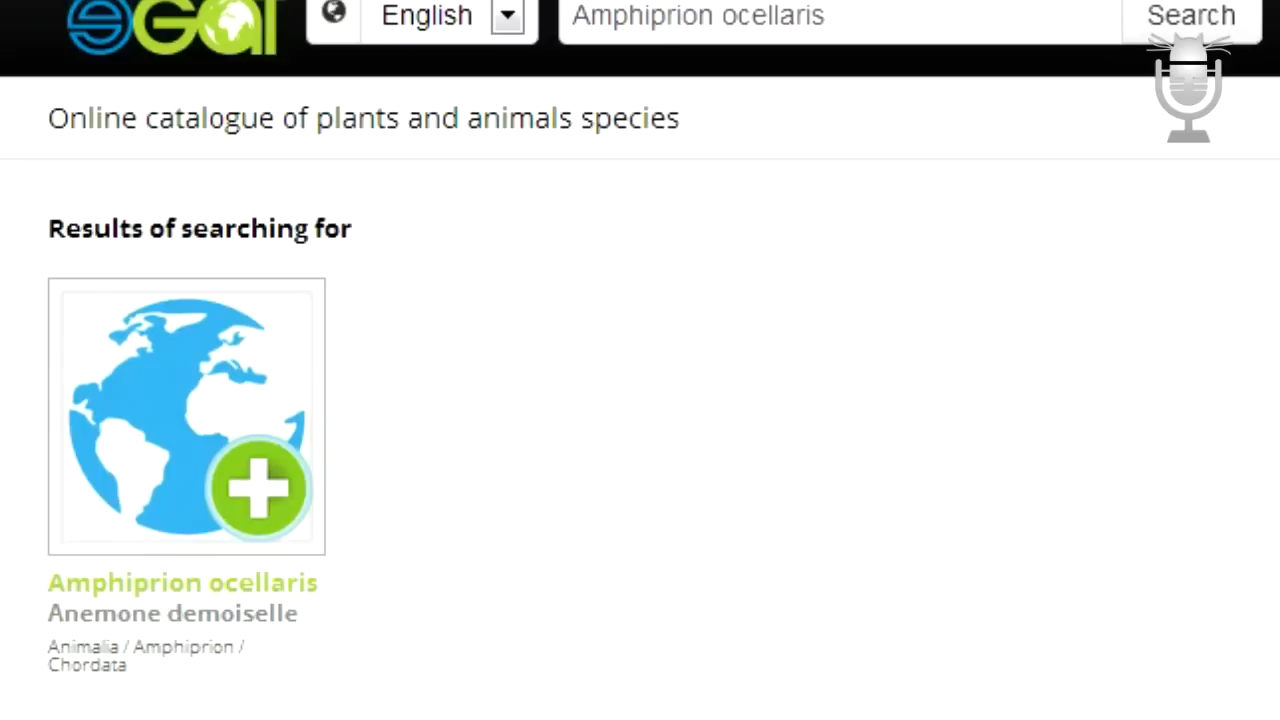 English
Amphiprion ocellaris
Search
Online catalogue of plants and animals species
Results of searching for
Amphiprion ocellaris
Anemone demoiselle
Animalia / Amphiprion /
Chordata